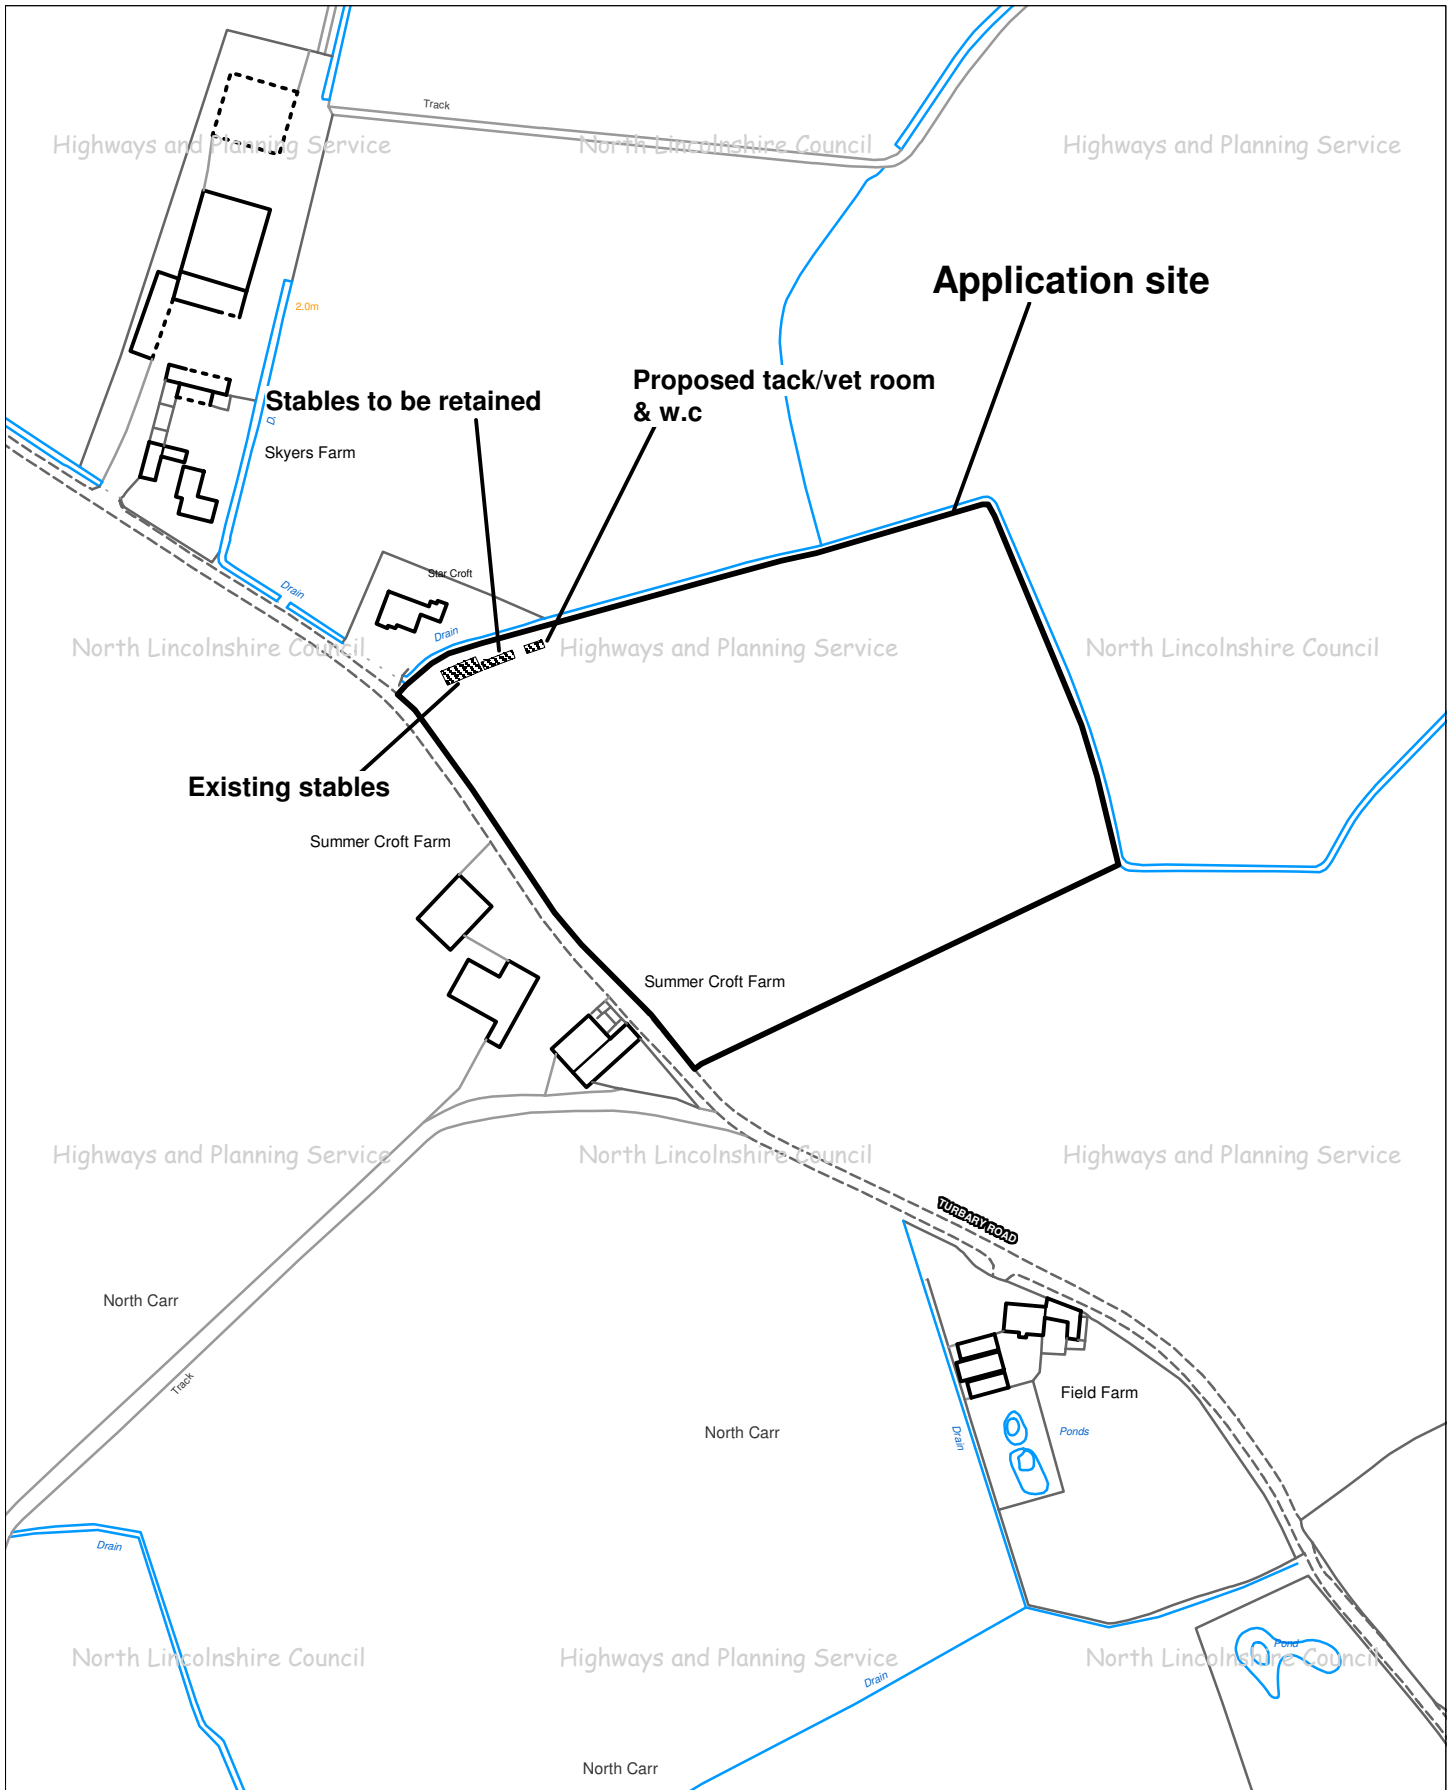 Track
Highways and Planning Service
North Lincolnshire Council
Highways and Planning Service
Application site
2.0m
Proposed tack/vet room
& w.c
Stables to be retained
D.
Skyers Farm
Star Croft
Drain
Drain
North Lincolnshire Council
Highways and Planning Service
North Lincolnshire Council
Existing stables
Summer Croft Farm
Summer Croft Farm
Highways and Planning Service
North Lincolnshire Council
Highways and Planning Service
TURBARY ROAD
North Carr
Track
Field Farm
North Carr
Drain
Ponds
Drain
North Lincolnshire Council
Highways and Planning Service
North Lincolnshire Council
Pond
Drain
North Carr